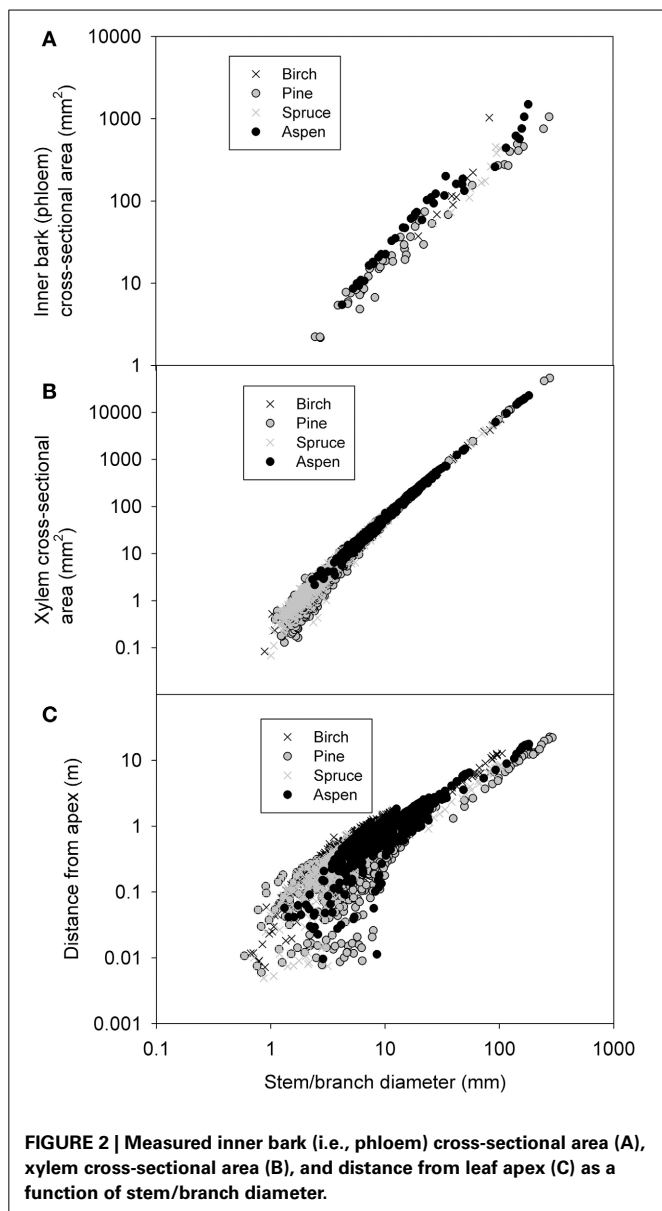 A
10000
1000
100
10
1
Inner bark (phloem)
cross-sectional area (mm²)
Birch
Pine
Spruce
Aspen
B
10000
1000
100
10
1
0.1
Xylem cross-sectional
area (mm²)
Birch
Pine
Spruce
Aspen
C
10
1
0.1
0.01
0.001
Distance from apex (m)
Birch
Pine
Spruce
Aspen
0.1 1 10 100 1000
Stem/branch diameter (mm)
FIGURE 2 | Measured inner bark (i.e., phloem) cross-sectional area (A),
xylem cross-sectional area (B), and distance from leaf apex (C) as a
function of stem/branch diameter.